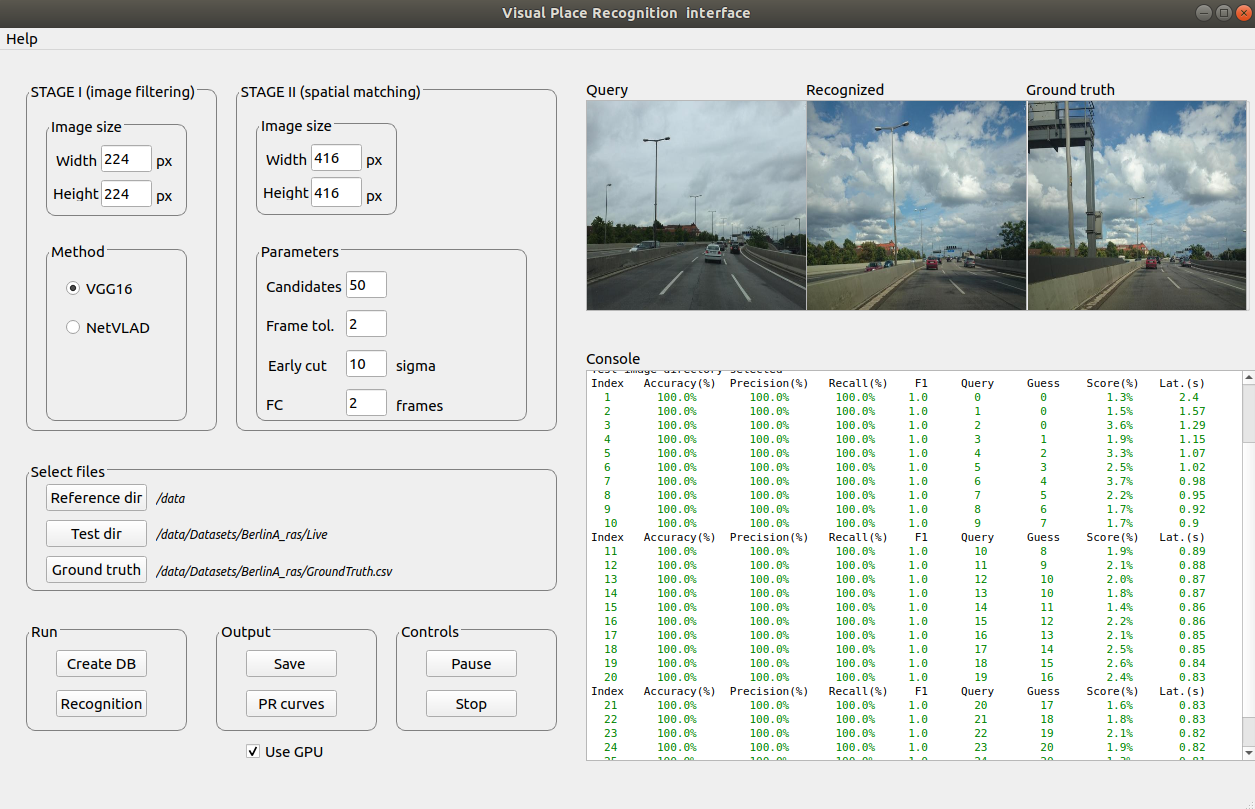 Visual Place Recognition  interface
Help
STAGE I (image filtering)
Image size
Width 224 px
Height 224 px
Method
VGG16
NetVLAD
STAGE II (spatial matching)
Image size
Width 416 px
Height 416 px
Parameters
Candidates 50
Frame tol. 2
Early cut 10 sigma
FC 2 frames
Select files
Reference dir /data
Test dir /data/Datasets/BerlinA_ras/Live
Ground truth /data/Datasets/BerlinA_ras/GroundTruth.csv
Run
Create DB
Recognition
Output
Save
PR curves
Controls
Pause
Stop
Use GPU
Query Recognized Ground truth
Console
Test image directory selected
Index Accuracy(%) Precision(%) Recall(%) F1 Query Guess Score(%) Lat.(s)
1 100.0% 100.0% 100.0% 1.0 0 0 1.3% 2.4
2 100.0% 100.0% 100.0% 1.0 1 0 1.5% 1.57
3 100.0% 100.0% 100.0% 1.0 2 0 3.6% 1.29
4 100.0% 100.0% 100.0% 1.0 3 1 1.9% 1.15
5 100.0% 100.0% 100.0% 1.0 4 2 3.3% 1.07
6 100.0% 100.0% 100.0% 1.0 5 3 2.5% 1.02
7 100.0% 100.0% 100.0% 1.0 6 4 3.7% 0.98
8 100.0% 100.0% 100.0% 1.0 7 5 2.2% 0.95
9 100.0% 100.0% 100.0% 1.0 8 6 1.7% 0.92
10 100.0% 100.0% 100.0% 1.0 9 7 1.7% 0.9
Index Accuracy(%) Precision(%) Recall(%) F1 Query Guess Score(%) Lat.(s)
11 100.0% 100.0% 100.0% 1.0 10 8 1.9% 0.89
12 100.0% 100.0% 100.0% 1.0 11 9 2.1% 0.88
13 100.0% 100.0% 100.0% 1.0 12 10 2.0% 0.87
14 100.0% 100.0% 100.0% 1.0 13 10 1.8% 0.87
15 100.0% 100.0% 100.0% 1.0 14 11 1.4% 0.86
16 100.0% 100.0% 100.0% 1.0 15 12 2.2% 0.86
17 100.0% 100.0% 100.0% 1.0 16 13 2.1% 0.85
18 100.0% 100.0% 100.0% 1.0 17 14 2.5% 0.85
19 100.0% 100.0% 100.0% 1.0 18 15 2.6% 0.84
20 100.0% 100.0% 100.0% 1.0 19 16 2.4% 0.83
Index Accuracy(%) Precision(%) Recall(%) F1 Query Guess Score(%) Lat.(s)
21 100.0% 100.0% 100.0% 1.0 20 17 1.6% 0.83
22 100.0% 100.0% 100.0% 1.0 21 18 1.8% 0.83
23 100.0% 100.0% 100.0% 1.0 22 19 2.1% 0.82
24 100.0% 100.0% 100.0% 1.0 23 20 1.9% 0.82